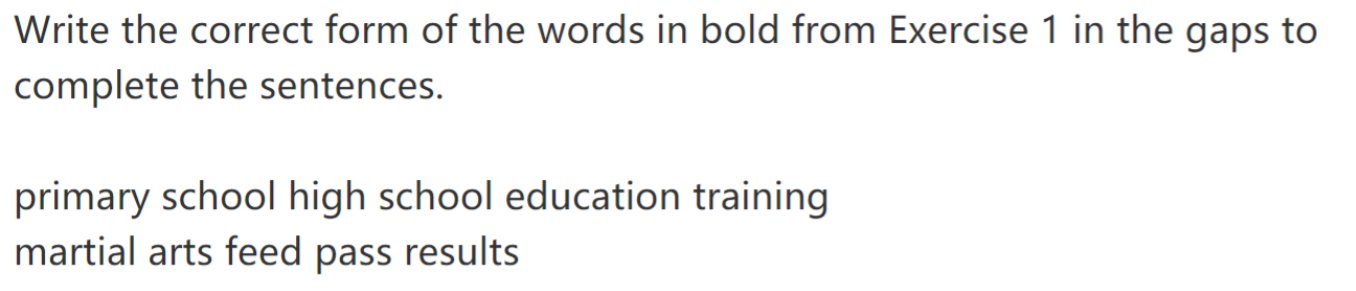 Write the correct form of the words in bold from Exercise 1 in the gaps to
complete the sentences.
primary school high school education training
martial arts feed pass results